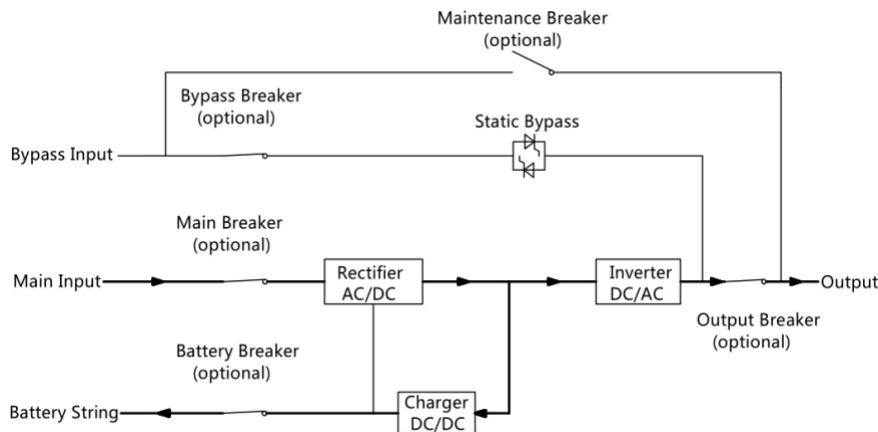 Maintenance Breaker
(optional)
Bypass Breaker
(optional)
Static Bypass
Bypass Input
Main Breaker
(optional)
Main Input
Rectifier
AC/DC
Inverter
DC/AC
Output
Output Breaker
(optional)
Battery Breaker
(optional)
Battery String
Charger
DC/DC